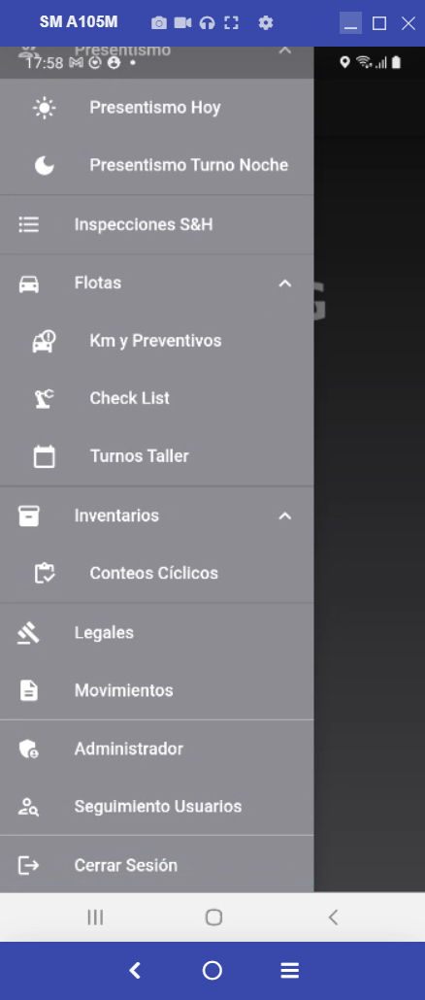 SM A105M
Presentismo
17:58
Presentismo Hoy
Presentismo Turno Noche
Inspecciones S&H
Flotas
Km y Preventivos
Check List
Turnos Taller
Inventarios
Conteos Cíclicos
Legales
Movimientos
Administrador
Seguimiento Usuarios
Cerrar Sesión